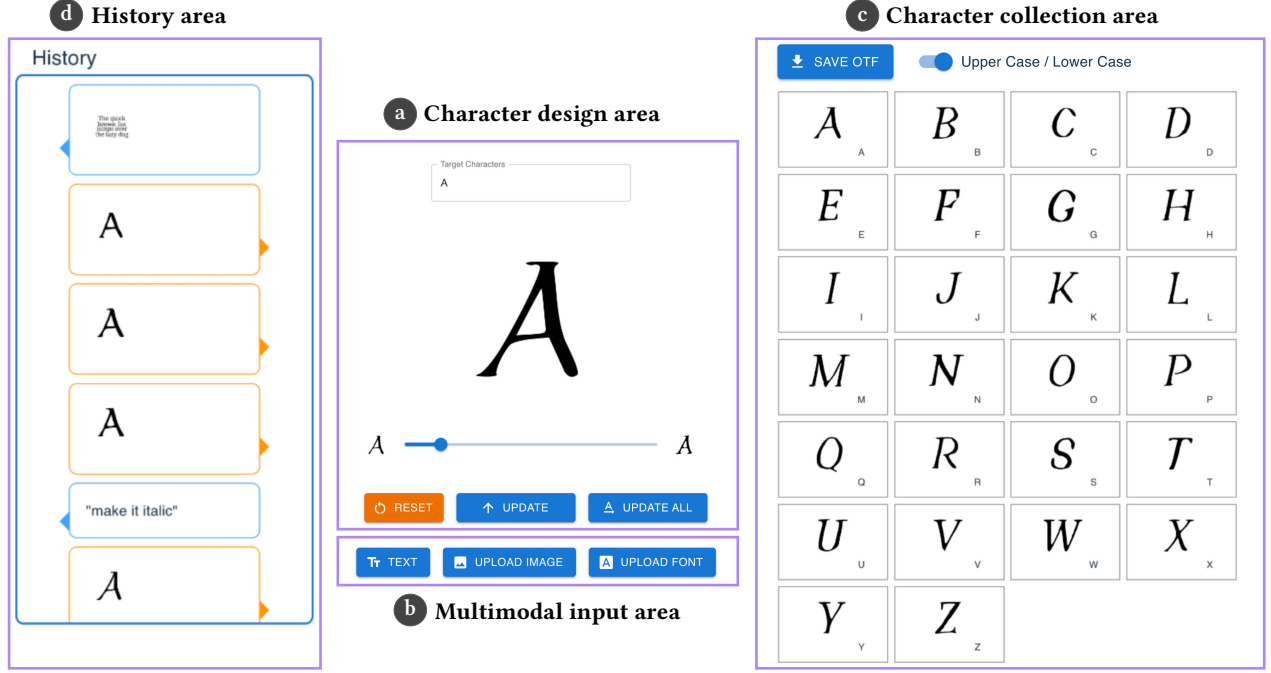 d History area
History
The quick
brown fox
jumps over
the lazy dog
A
A
A
"make it italic"
A
a Character design area
Target Characters
A
A
A A
RESET UPDATE UPDATE ALL
TEXT UPLOAD IMAGE UPLOAD FONT
b Multimodal input area
c Character collection area
SAVE OTF Upper Case / Lower Case
A B C D
A B C D
E F G H
E F G H
I J K L
I J K L
M N O P
M N O P
Q R S T
Q R S T
U V W X
U V W X
Y Z
Y Z